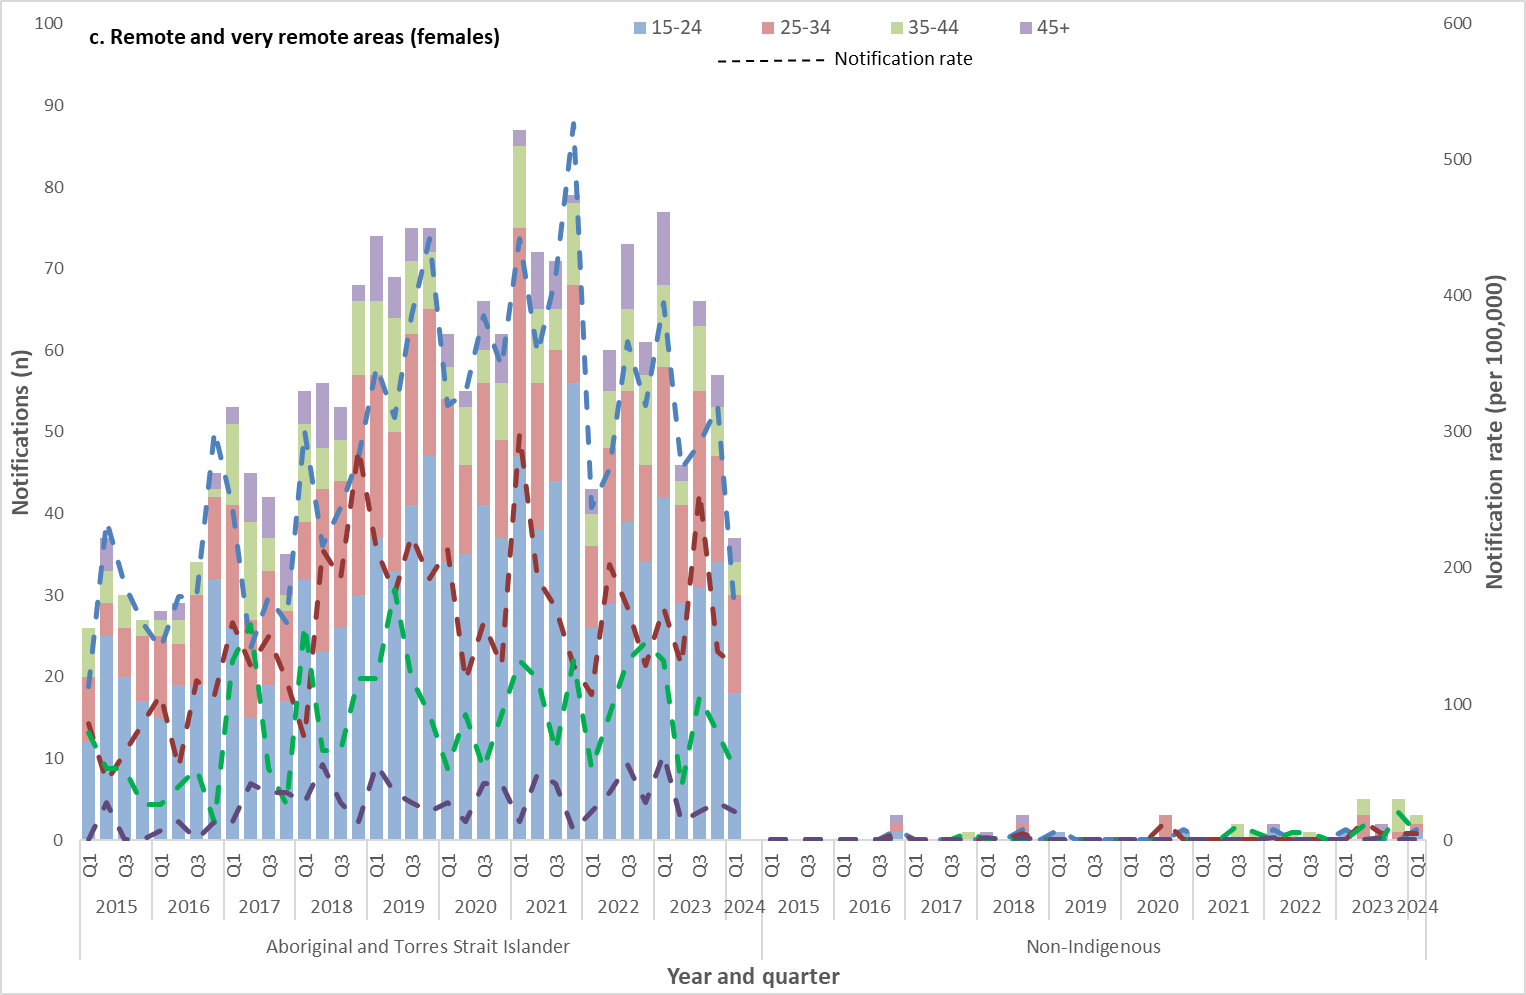 100
600
15-24
25-34
35-44
45+
c. Remote and very remote areas (females)
Notification rate
90
500
80
70
400
60
50
300
40
30
200
20
100
10
0
0
Notifications (n)
Notification rate (per 100,000)
Q1 Q3 Q1 Q3 Q1 Q3 Q1 Q3 Q1 Q3 Q1 Q3 Q1 Q3 Q1 Q3 Q1 Q3 Q1 Q1 Q3 Q1 Q3 Q1 Q3 Q1 Q3 Q1 Q3 Q1 Q3 Q1 Q3 Q1 Q3 Q1 Q3 Q1
2015 2016 2017 2018 2019 2020 2021 2022 2023 2024 2015 2016 2017 2018 2019 2020 2021 2022 2023 2024
Aboriginal and Torres Strait Islander
Non-Indigenous
Year and quarter